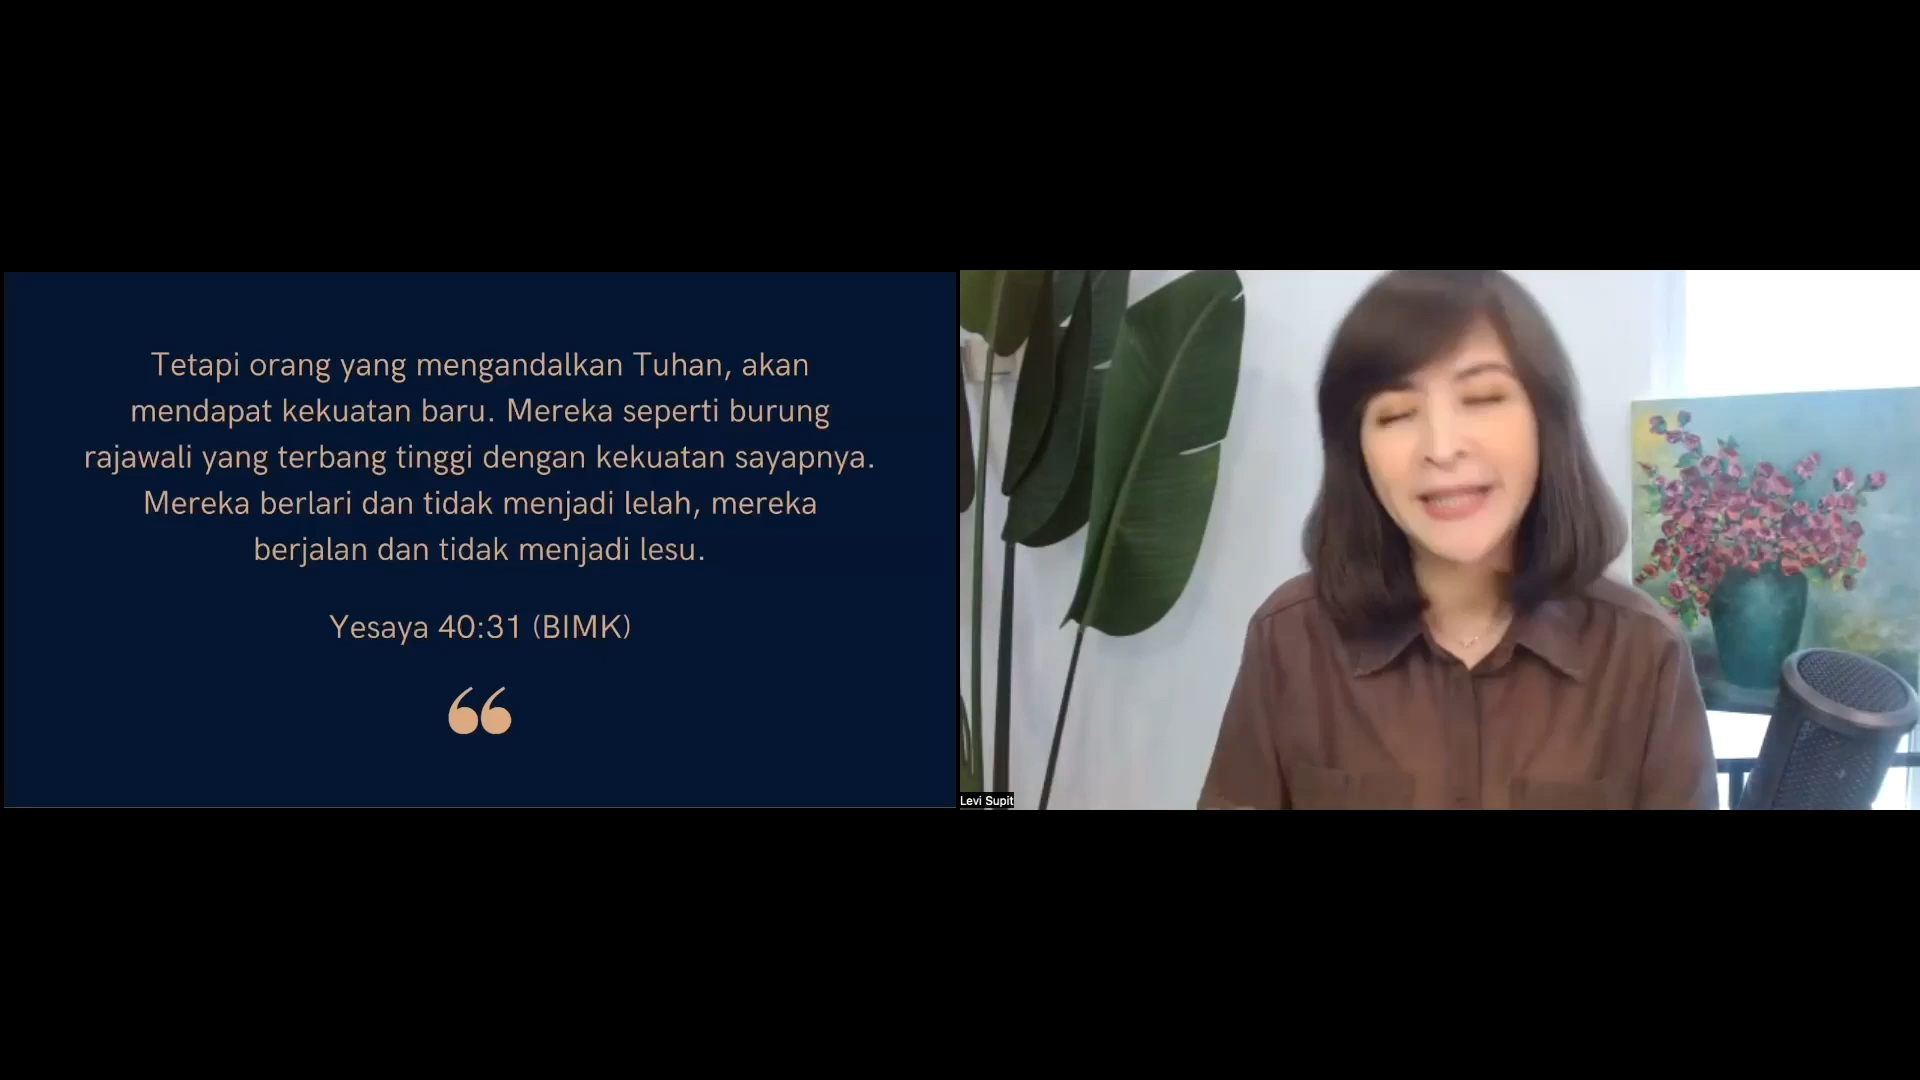 Tetapi orang yang mengandalkan Tuhan, akan
mendapat kekuatan baru. Mereka seperti burung
rajawali yang terbang tinggi dengan kekuatan sayapnya.
Mereka berlari dan tidak menjadi lelah, mereka
berjalan dan tidak menjadi lesu.
Yesaya 40:31 (BIMK)
Levi Supit